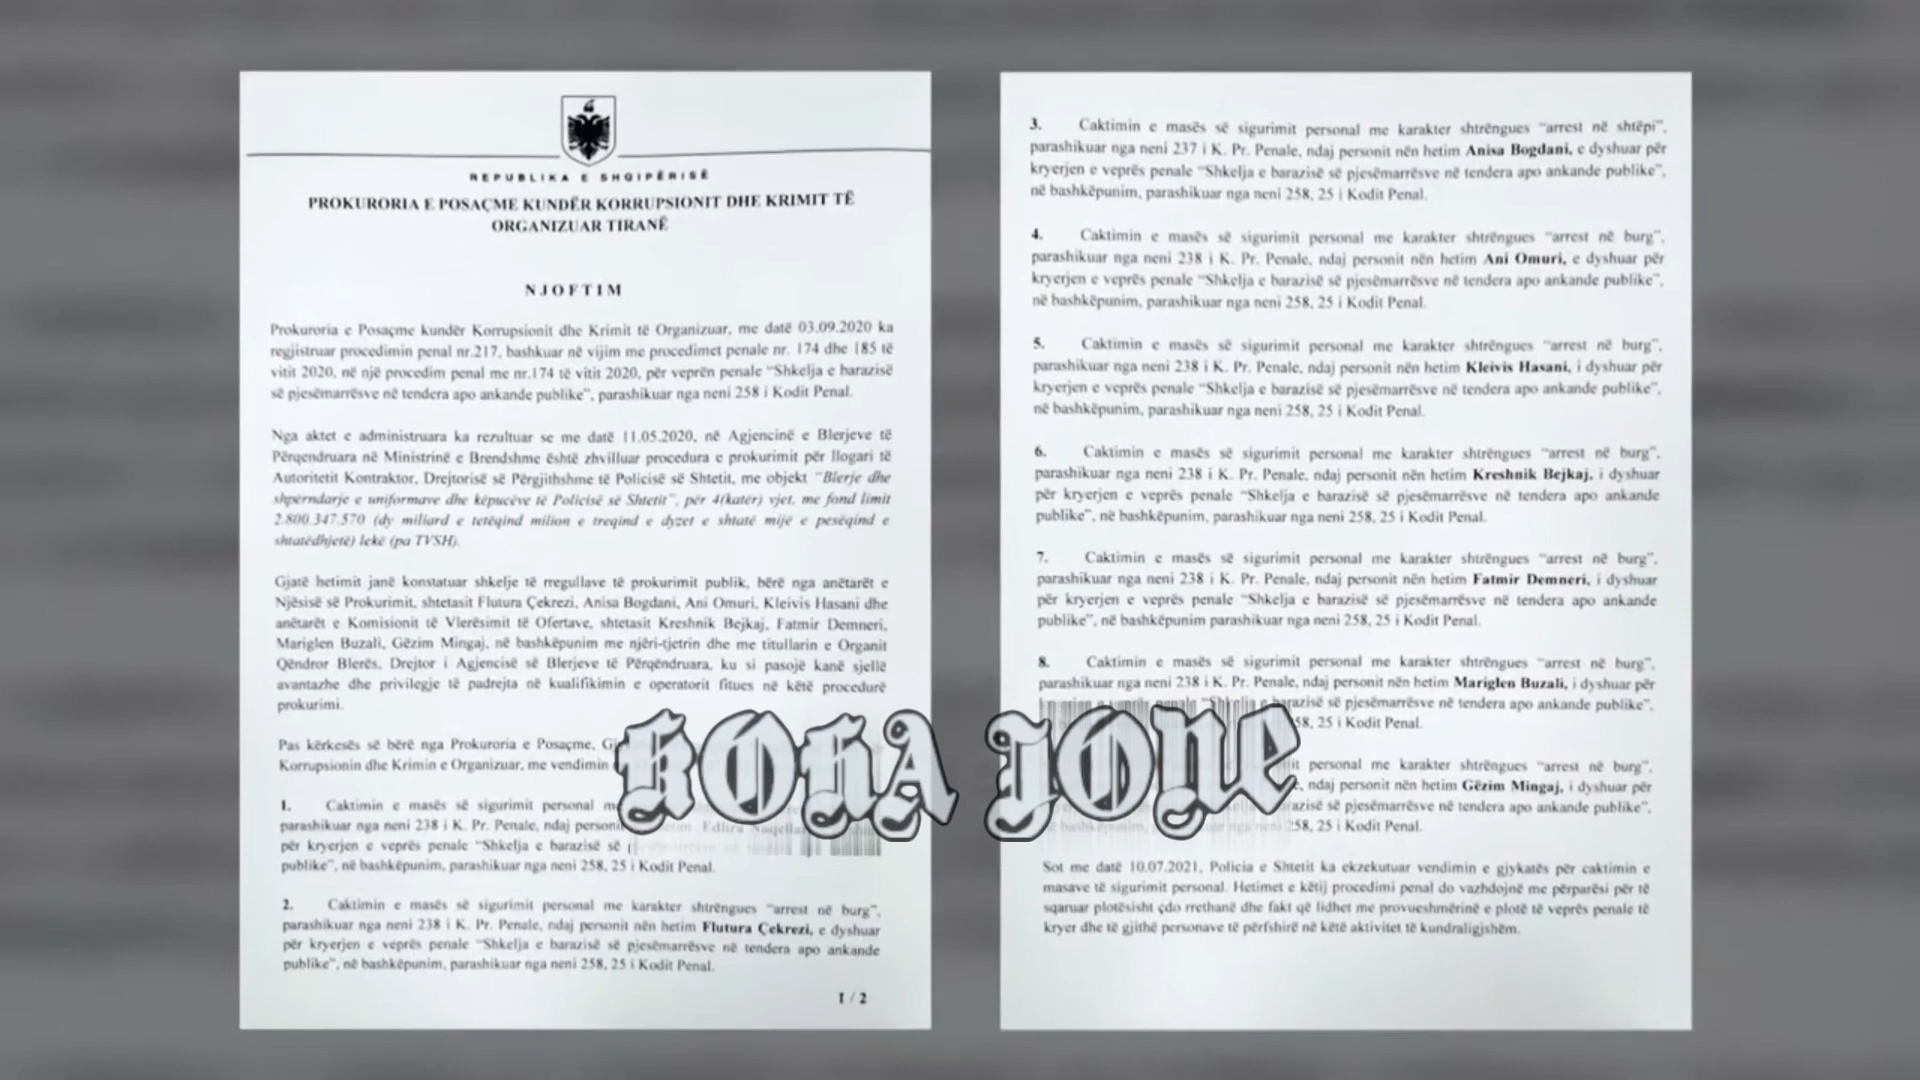 REPUBLIKA E SHQIPËRISË
PROKURORIA E POSAÇME KUNDËR KORRUPSIONIT DHE KRIMIT TË
ORGANIZUAR TIRANË
NJOFTIM
Prokuroria e Posaçme kundër Korrupsionit dhe Krimit të Organizuar, me datë 03.09.2020 ka
regjistruar procedimin penal nr.217, bashkuar në vijim me procedimet penale nr. 174 dhe 185 të
vitit 2020, në një procedim penal me nr.174 të vitit 2020, për veprën penale "Shkelja e barazisë
së pjesëmarrësve në tendera apo ankande publike", parashikuar nga neni 258 i Kodit Penal.
Nga aktet e administruara ka rezultuar se me datë 11.05.2020, në Agjencinë e Blerjeve të
Përqendruara në Ministrinë e Brendshme është zhvilluar procedura e prokurimit për llogari të
Autoritetit Kontraktor, Drejtorisë së Përgjithshme të Policisë së Shtetit, me objekt "Blerje dhe
shpërndarje e uniformave dhe këpucëve të Policisë së Shtetit", për 4(katër) vjet, me fond limit
2.800.347.570 (dy miliard e tetëqind milion e treqind e dyzet e shtatë mijë e pesëqind e
shtatëdhjetë) lekë (pa TVSH).
Gjatë hetimit janë konstatuar shkelje të rregullave të prokurimit publik, bërë nga anëtarët e
Njësisë së Prokurimit, shtetasit Flutura Çekrezi, Anisa Bogdani, Ani Omuri, Kleivis Hasani dhe
anëtarët e Komisionit të Vlerësimit të Ofertave, shtetasit Kreshnik Bejkaj, Fatmir Demneri,
Mariglen Buzali, Gëzim Mingaj, në bashkëpunim me njëri-tjetrin dhe me titullarin e Organit
Qëndror Blerës, Drejtor i Agjencisë së Blerjeve të Përqëndruara, ku si pasojë kanë sjellë
avantazhe dhe privilegje të padrejta në kualifikimin e operatorit fitues në këtë procedurë
prokurimi.
Pas kërkesës së bërë nga Prokuroria e Posaçme,
Korrupsionin dhe Krimin e Organizuar, me vendimin
1. Caktimin e masës së sigurimit personal
parashikuar nga neni 238 i K. Pr. Penale, ndaj Edlira Naqellari
për kryerjen e veprës penale "Shkelja e barazisë së
publike", në bashkëpunim, parashikuar nga neni 258, 25 i Kodit Penal.
2. Caktimin e masës së sigurimit personal me karakter shtrëngues "arrest në burg",
parashikuar nga neni 238 i K. Pr. Penale, ndaj personit nën hetim Flutura Çekrezi, e dyshuar
për kryerjen e veprës penale "Shkelja e barazisë së pjesëmarrësve në tendera apo ankande
publike", në bashkëpunim, parashikuar nga neni 258, 25 i Kodit Penal.
1 / 2
3. Caktimin e masës së sigurimit personal me karakter shtrëngues "arrest në shtëpi",
parashikuar nga neni 237 i K. Pr. Penale, ndaj personit nën hetim Anisa Bogdani, e dyshuar për
kryerjen e veprës penale "Shkelja e barazisë së pjesëmarrësve në tendera apo ankande publike",
në bashkëpunim, parashikuar nga neni 258, 25 i Kodit Penal.
4. Caktimin e masës së sigurimit personal me karakter shtrëngues "arrest në burg",
parashikuar nga neni 238 i K. Pr. Penale, ndaj personit nën hetim Ani Omuri, e dyshuar për
kryerjen e veprës penale "Shkelja e barazisë së pjesëmarrësve në tendera apo ankande publike",
në bashkëpunim, parashikuar nga neni 258, 25 i Kodit Penal.
5. Caktimin e masës së sigurimit personal me karakter shtrëngues "arrest në burg",
parashikuar nga neni 238 i K. Pr. Penale, ndaj personit nën hetim Kleivis Hasani, i dyshuar për
kryerjen e veprës penale "Shkelja e barazisë së pjesëmarrësve në tendera apo ankande publike",
në bashkëpunim, parashikuar nga neni 258, 25 i Kodit Penal.
6. Caktimin e masës së sigurimit personal me karakter shtrëngues "arrest në burg",
parashikuar nga neni 238 i K. Pr. Penale, ndaj personit nën hetim Kreshnik Bejkaj, i dyshuar
për kryerjen e veprës penale "Shkelja e barazisë së pjesëmarrësve në tendera apo ankande
publike", në bashkëpunim, parashikuar nga neni 258, 25 i Kodit Penal.
7. Caktimin e masës së sigurimit personal me karakter shtrëngues "arrest në burg",
parashikuar nga neni 238 i K. Pr. Penale, ndaj personit nën hetim Fatmir Demneri, i dyshuar
për kryerjen e veprës penale "Shkelja e barazisë së pjesëmarrësve në tendera apo ankande
publike", në bashkëpunim parashikuar nga neni 258, 25 i Kodit Penal.
8. Caktimin e masës së sigurimit personal me karakter shtrëngues "arrest në burg",
parashikuar nga neni 238 i K. Pr. Penale, ndaj personit nën hetim Mariglen Buzali, i dyshuar për
kryerjen e veprës penale "Shkelja e barazisë së pjesëmarrësve në tendera apo ankande publike",
258, 25 i Kodit Penal.
personal me karakter shtrëngues "arrest në burg",
ndaj personit nën hetim Gëzim Mingaj, i dyshuar për
barazisë së pjesëmarrësve në tendera apo ankande publike",
258, 25 i Kodit Penal.
Sot me datë 10.07.2021, Policia e Shtetit ka ekzekutuar vendimin e gjykatës për caktimin e
masave të sigurimit personal. Hetimet e këtij procedimi penal do vazhdojnë me përparësi për të
sqaruar plotësisht çdo rrethanë dhe fakt që lidhet me provueshmërinë e plotë të veprës penale të
kryer dhe të gjithë personave të përfshirë në këtë aktivitet të kundraligjshëm.
KOHA JONE